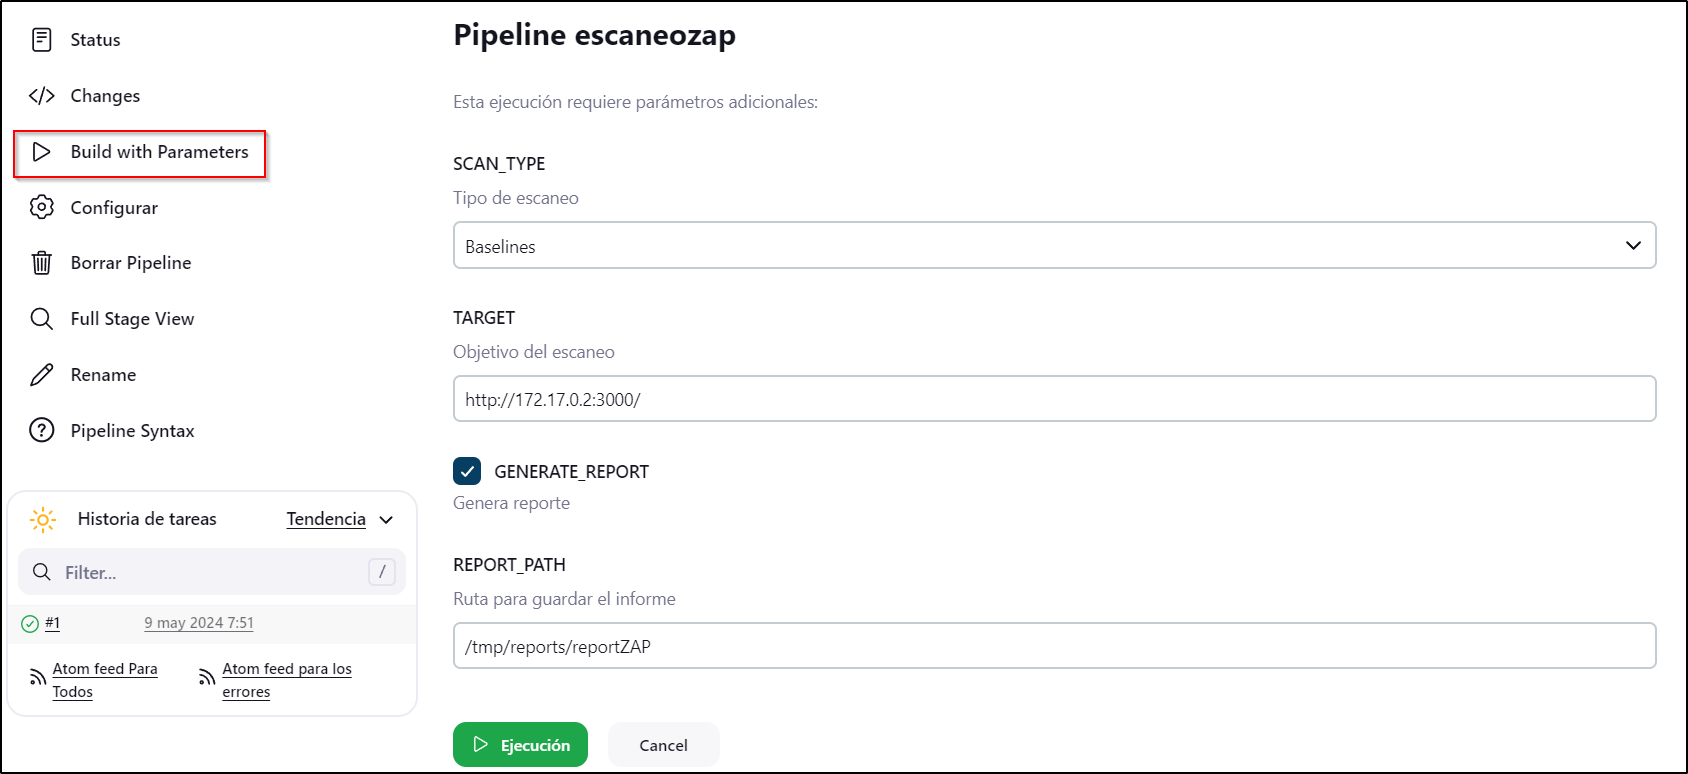 Status
Changes
Build with Parameters
Configurar
Borrar Pipeline
Full Stage View
Rename
Pipeline Syntax
Historia de tareas
Tendencia
Filter...
/
#1
9 may 2024 7:51
Atom feed Para
Todos
Atom feed para los
errores
Pipeline escaneozap
Esta ejecución requiere parámetros adicionales:
SCAN_TYPE
Tipo de escaneo
Baselines
TARGET
Objetivo del escaneo
http://172.17.0.2:3000/
GENERATE_REPORT
Genera reporte
REPORT_PATH
Ruta para guardar el informe
/tmp/reports/reportZAP
Ejecución
Cancel